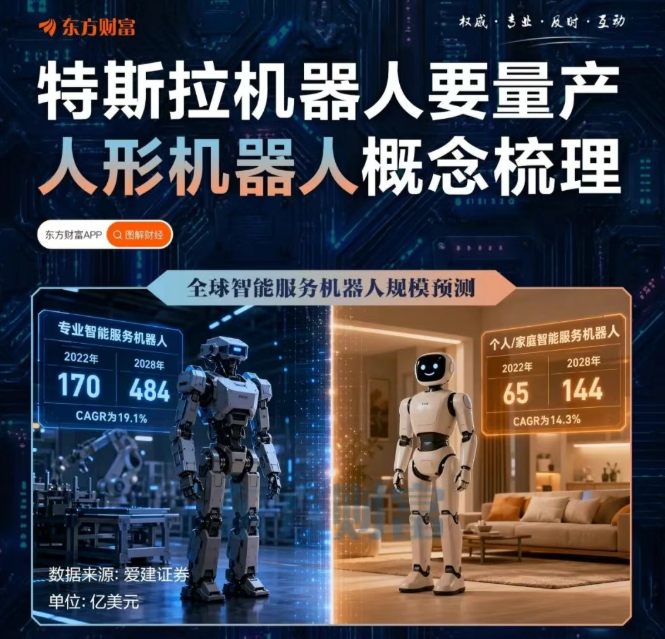 东方财富
权威·专业·及时·互动
特斯拉机器人要量产
人形机器人概念梳理
东方财富APP 图解财经
全球智能服务机器人规模预测
专业智能服务机器人
2022年 2028年
170 484
CAGR为19.1%
个人/家庭智能服务机器人
2022年 2028年
65 144
CAGR为14.3%
财富
数据来源: 爱建证券
单位: 亿美元